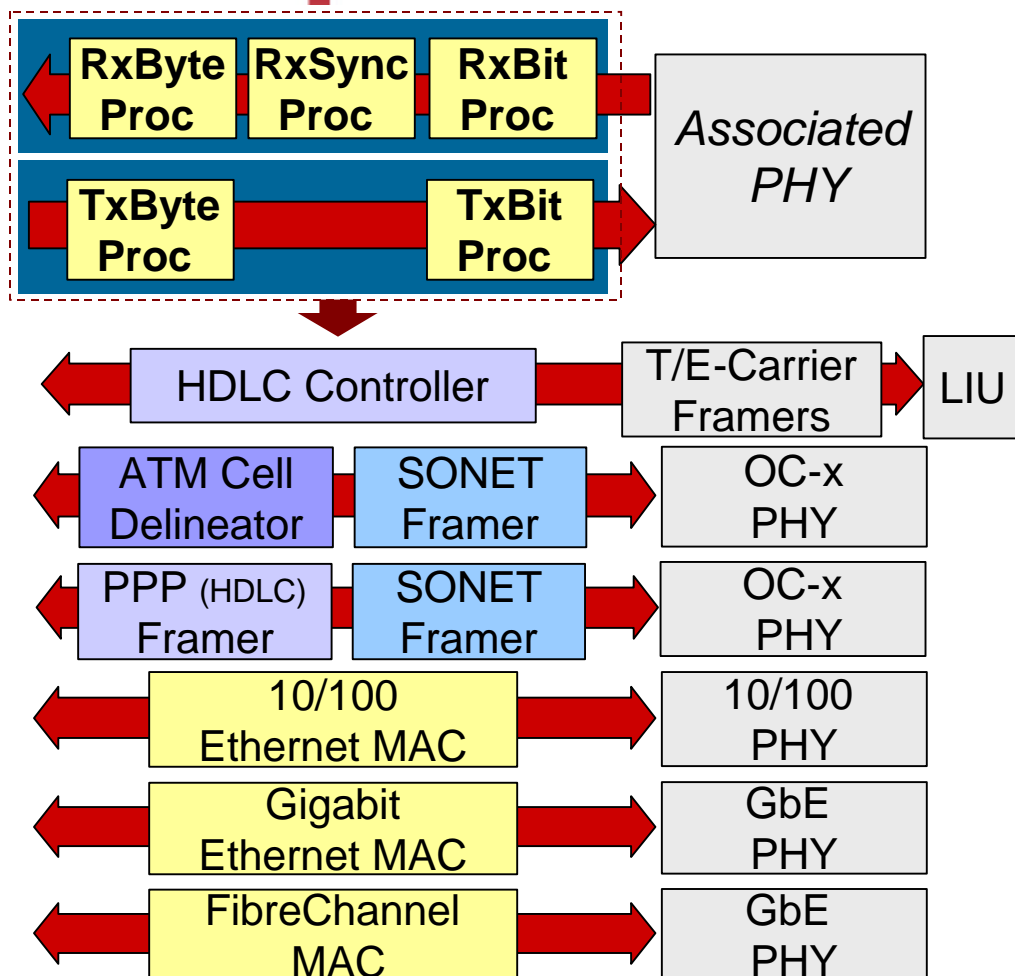 RxByte Proc
RxSync Proc
RxBit Proc
Associated PHY
TxByte Proc
TxBit Proc
HDLC Controller
T/E-Carrier Framers
LIU
ATM Cell Delineator
SONET Framer
OC-x PHY
PPP (HDLC) Framer
SONET Framer
OC-x PHY
10/100 Ethernet MAC
10/100 PHY
Gigabit Ethernet MAC
GbE PHY
FibreChannel MAC
GbE PHY